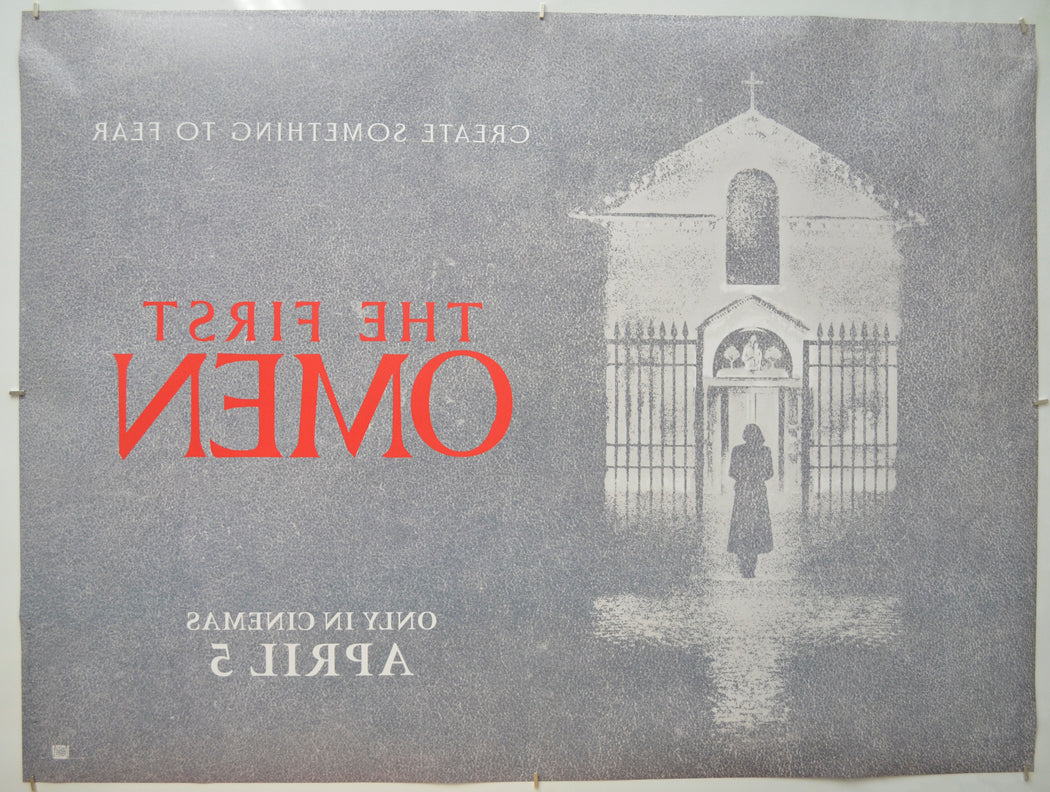 CREATE SOMETHING TO FEAR
THE FIRST
OMEN
ONLY IN CINEMAS
APRIL 5